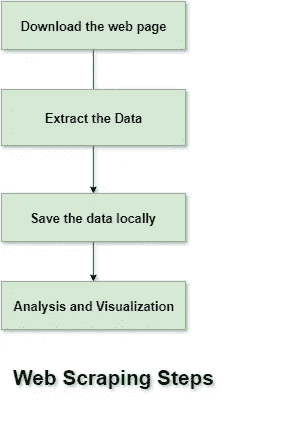 Download the web page
Extract the Data
Save the data locally
Analysis and Visualization
Web Scraping Steps